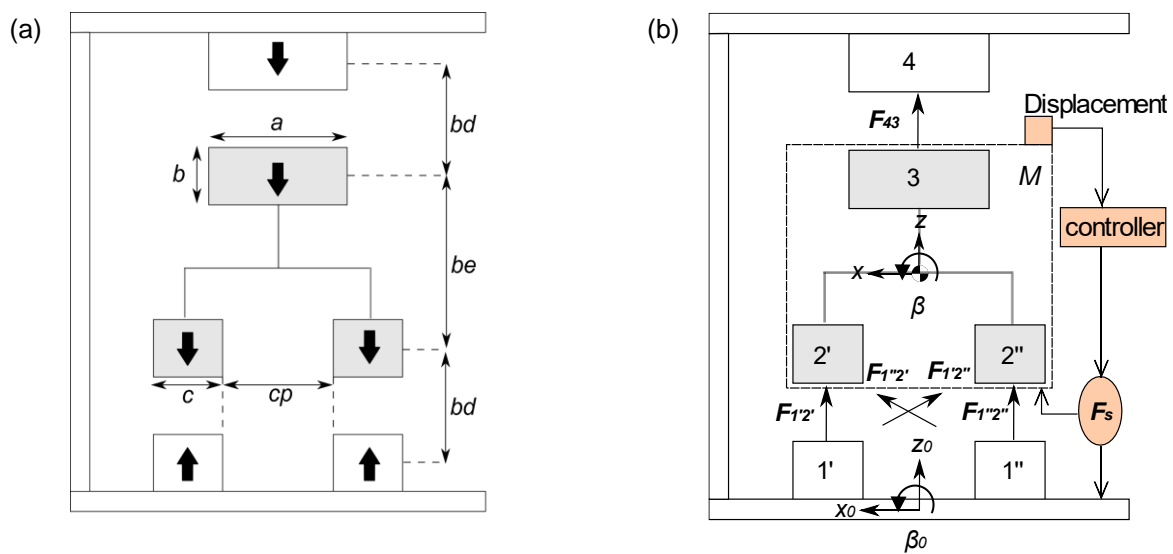 (a)
bd
a
b
be
c
cp
bd
(b)
4
Displacement
F43
3
M
z
controller
x
β
2'
2"
F1"2'
F1'2"
F1'2'
F1"2"
Fs
z0
1'
1"
x0
β0